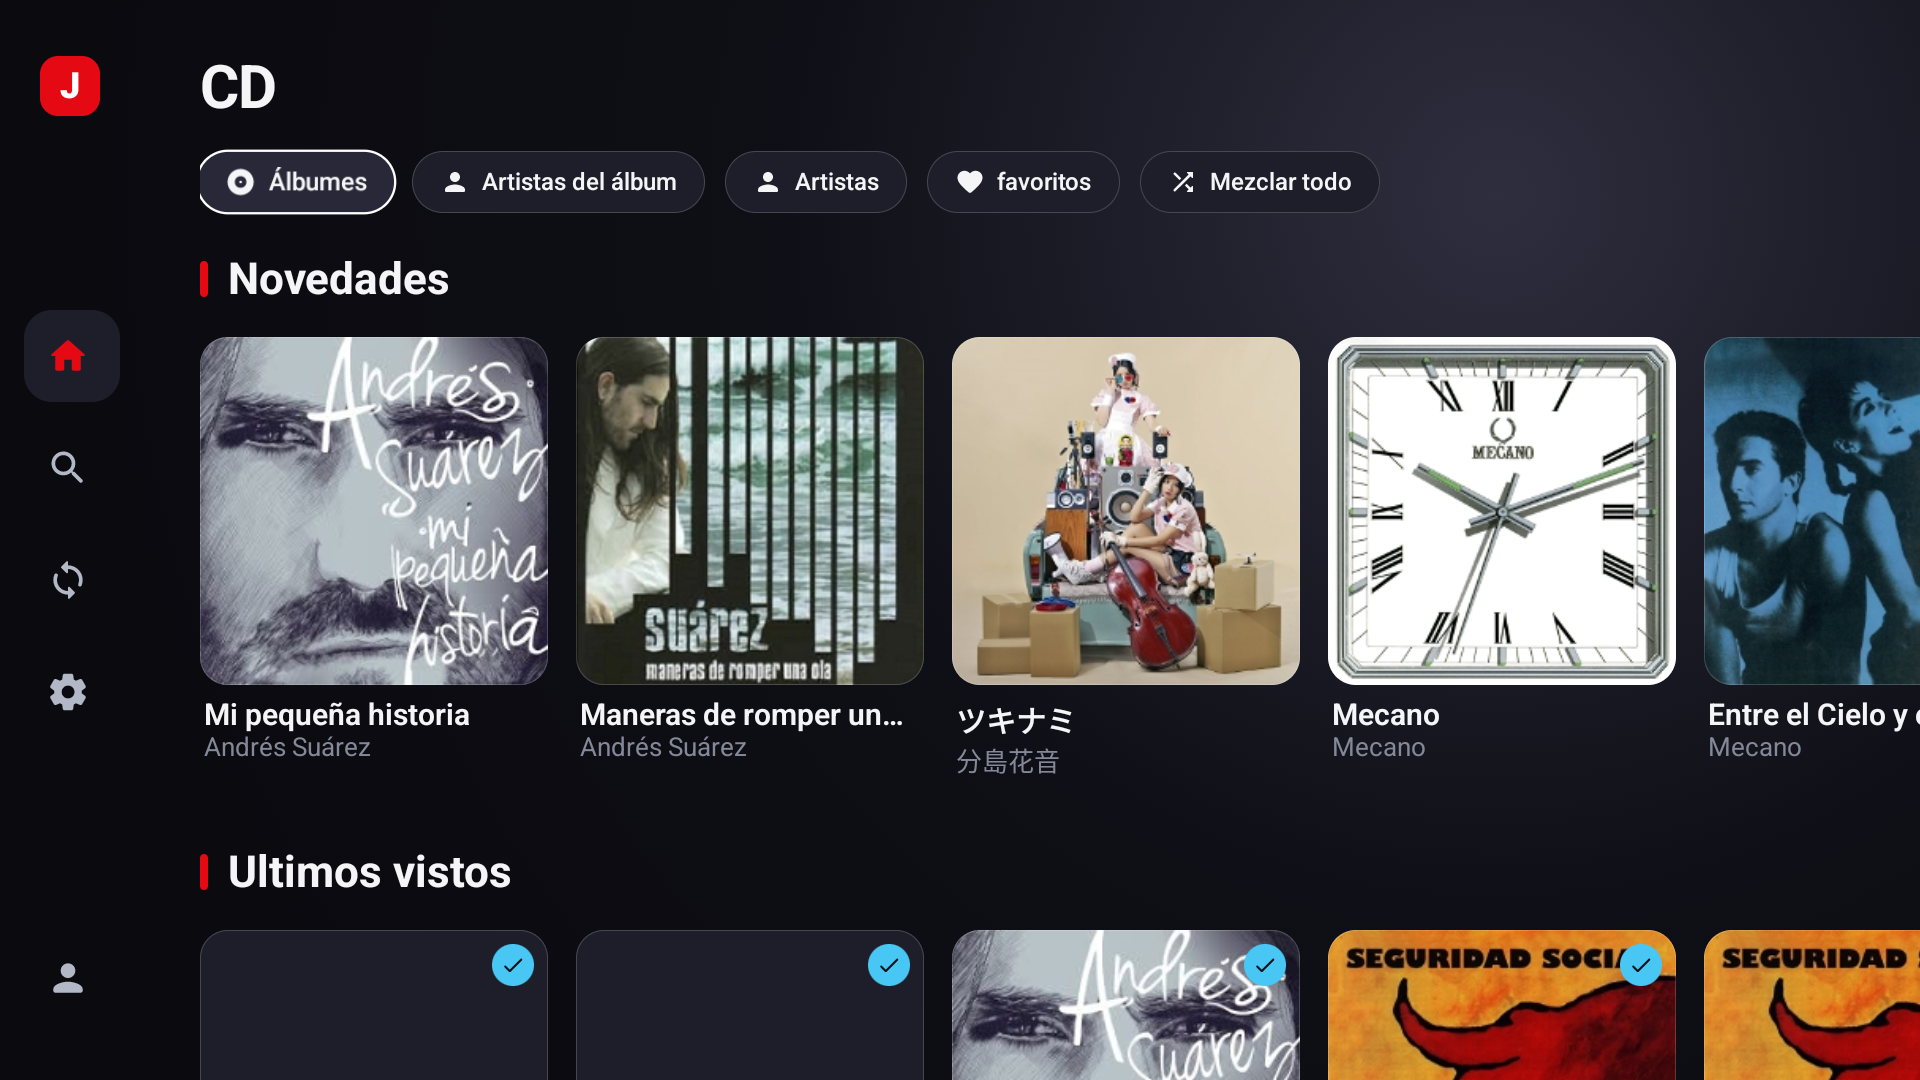 J
CD
Álbumes
Artistas del álbum
Artistas
favoritos
Mezclar todo
Novedades
Andrés
Suárez
mi
pequeña
historia
suárez
maneras de romper una ola
MECANO
Mi pequeña historia
Andrés Suárez
Maneras de romper un...
Andrés Suárez
ツキナミ
分島花音
Mecano
Mecano
Entre el Cielo y
Mecano
Ultimos vistos
Andrés
Suárez
SEGURIDAD SOCIA
SEGURIDAD